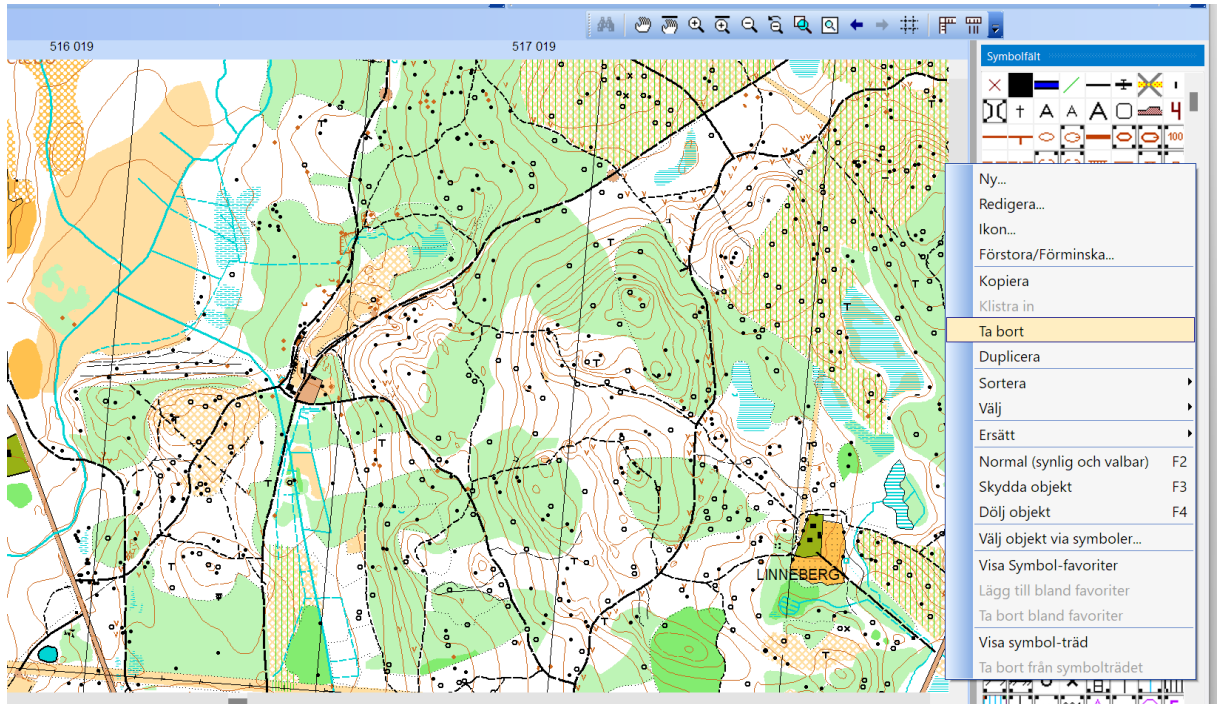 516 019
517 019
Symbolfält
A A A
100
Ny...
Redigera...
Ikon...
Förstora/Förminska...
Kopiera
Klistra in
Ta bort
Duplicera
Sortera
Välj
Ersätt
Normal (synlig och valbar) F2
Skydda objekt F3
Dölj objekt F4
Välj objekt via symboler...
Visa Symbol-favoriter
Lägg till bland favoriter
Ta bort bland favoriter
Visa symbol-träd
Ta bort från symbolträdet
LINNEBERG